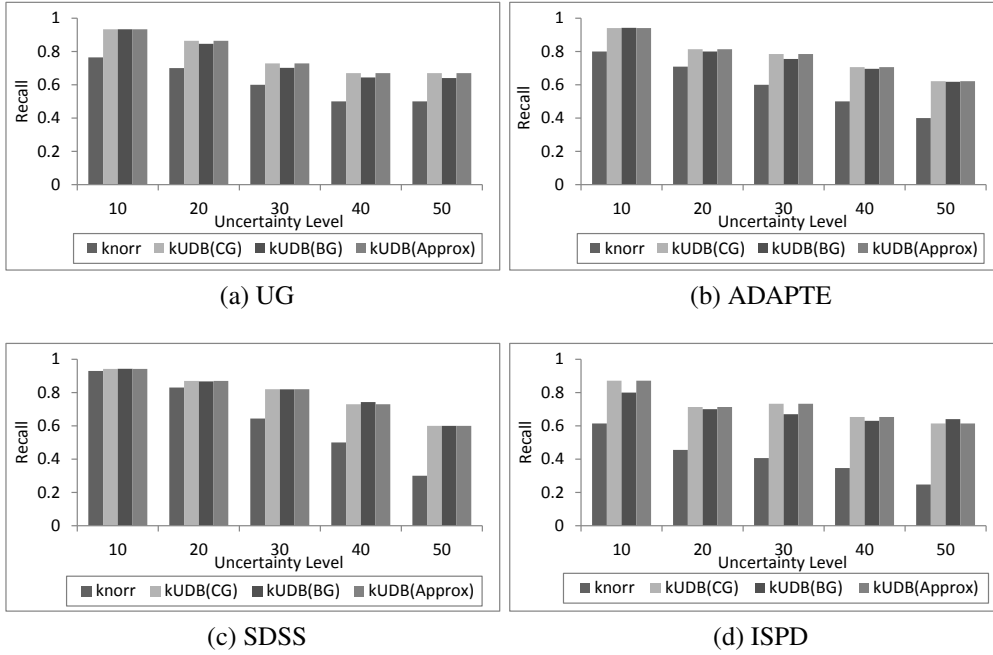 1
0.8
0.6
0.4
0.2
0
Recall
10 20 30 40 50
Uncertainty Level
knorr kUDB(CG) kUDB(BG) kUDB(Approx)
(a) UG
1
0.8
0.6
0.4
0.2
0
Recall
10 20 30 40 50
Uncertainty Level
knorr kUDB(CG) kUDB(BG) kUDB(Approx)
(b) ADAPTE
1
0.8
0.6
0.4
0.2
0
Recall
10 20 30 40 50
Uncertainty Level
knorr kUDB(CG) kUDB(BG) kUDB(Approx)
(c) SDSS
1
0.8
0.6
0.4
0.2
0
Recall
10 20 30 40 50
Uncertainty Level
knorr kUDB(CG) kUDB(BG) kUDB(Approx)
(d) ISPD